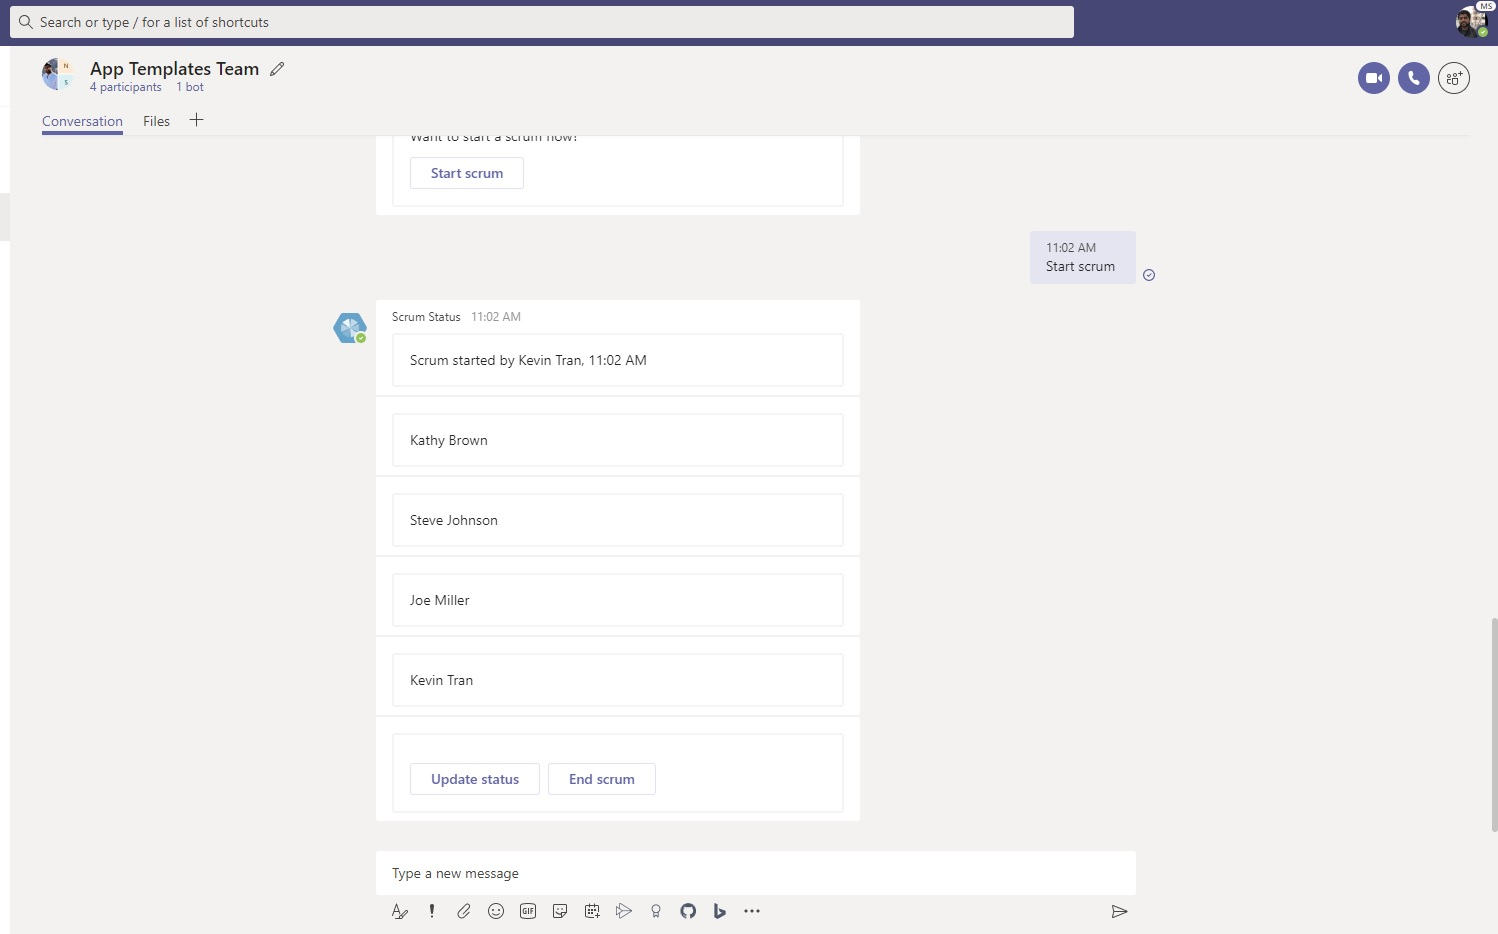 Search or type / for a list of shortcuts
MS
N
S
App Templates Team
4 participants 1 bot
Conversation Files
Want to start a scrum now?
Start scrum
11:02 AM
Start scrum
Scrum Status 11:02 AM
Scrum started by Kevin Tran, 11:02 AM
Kathy Brown
Steve Johnson
Joe Miller
Kevin Tran
Update status End scrum
Type a new message
GIF